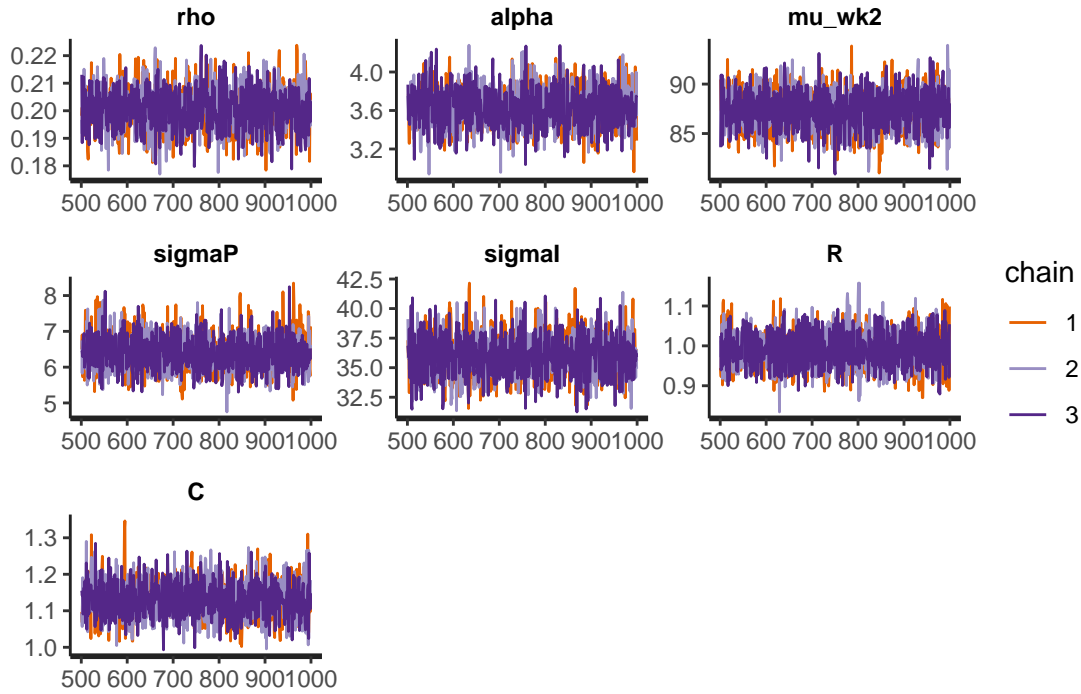 rho alpha mu_wk2
0.22 0.21 0.20 0.19 0.18
4.0 3.6 3.2
90 85
500 600 700 800 9001000 500 600 700 800 9001000 500 600 700 800 9001000
sigmaP sigmaI R
8 7 6 5
42.5 40.0 37.5 35.0 32.5
1.1 1.0 0.9
500 600 700 800 9001000 500 600 700 800 9001000 500 600 700 800 9001000
chain
1
2
3
C
1.3 1.2 1.1 1.0
500 600 700 800 9001000